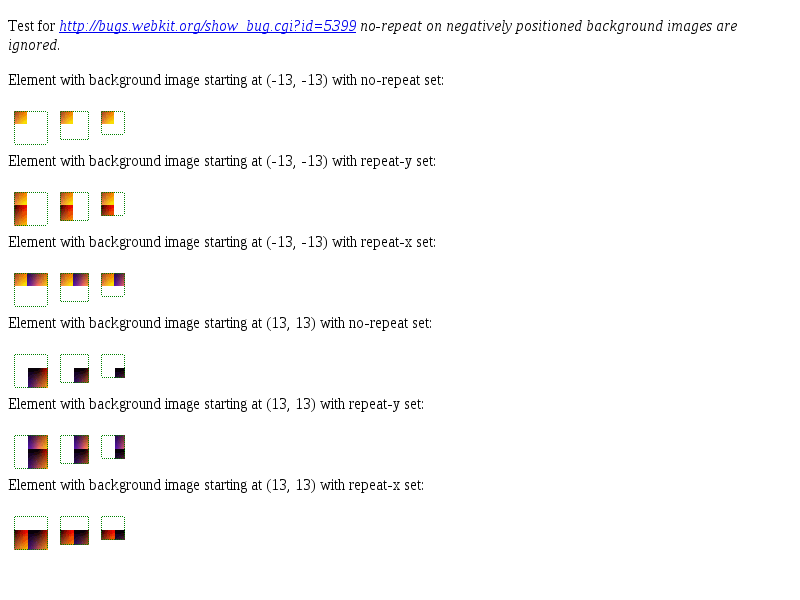 Test for http://bugs.webkit.org/show_bug.cgi?id=5399 no-repeat on negatively positioned background images are
ignored.
Element with background image starting at (-13, -13) with no-repeat set:
Element with background image starting at (-13, -13) with repeat-y set:
Element with background image starting at (-13, -13) with repeat-x set:
Element with background image starting at (13, 13) with no-repeat set:
Element with background image starting at (13, 13) with repeat-y set:
Element with background image starting at (13, 13) with repeat-x set: